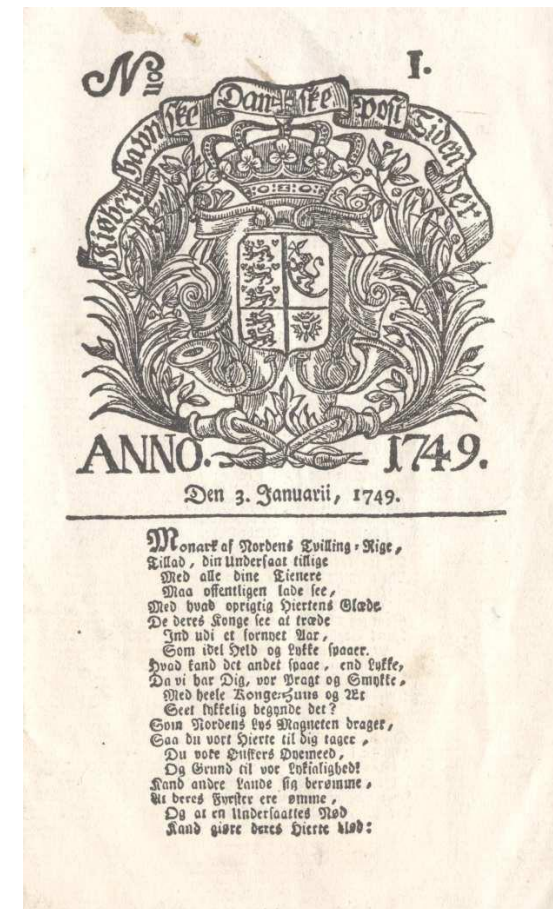 No. I.
Kiøbenhavnske Danske Post Tidender
ANNO. 1749.
Den 3. Januarii, 1749.
Monark af Nordens Tvilling-Rige,
Tillad, din Undersaat tillige
Med alle dine Tienere
Maa offentligen lade see,
Med hvad oprigtig Hiertens Glæde
De deres Konge see at træde
Ind udi et fornyet Aar,
Som idel Held og Lykke spaaer.
Hvad kand det andet spaae, end Lykke,
Da vi har Dig, vor Pragt og Smykke,
Med heele Konge-Huus og Æt
Seet lykkelig begynde det?
Som Nordens Lys Magneten drager,
Saa du vort Hierte til dig tager,
Du vore Ønskers Øyemeed,
Og Grund til vor Lyksalighed!
Kand andre Lande sig berømme,
At deres Fyrster ere ømme,
Og at en Undersaattes Nød
Kand giøre deres Hierte blød: